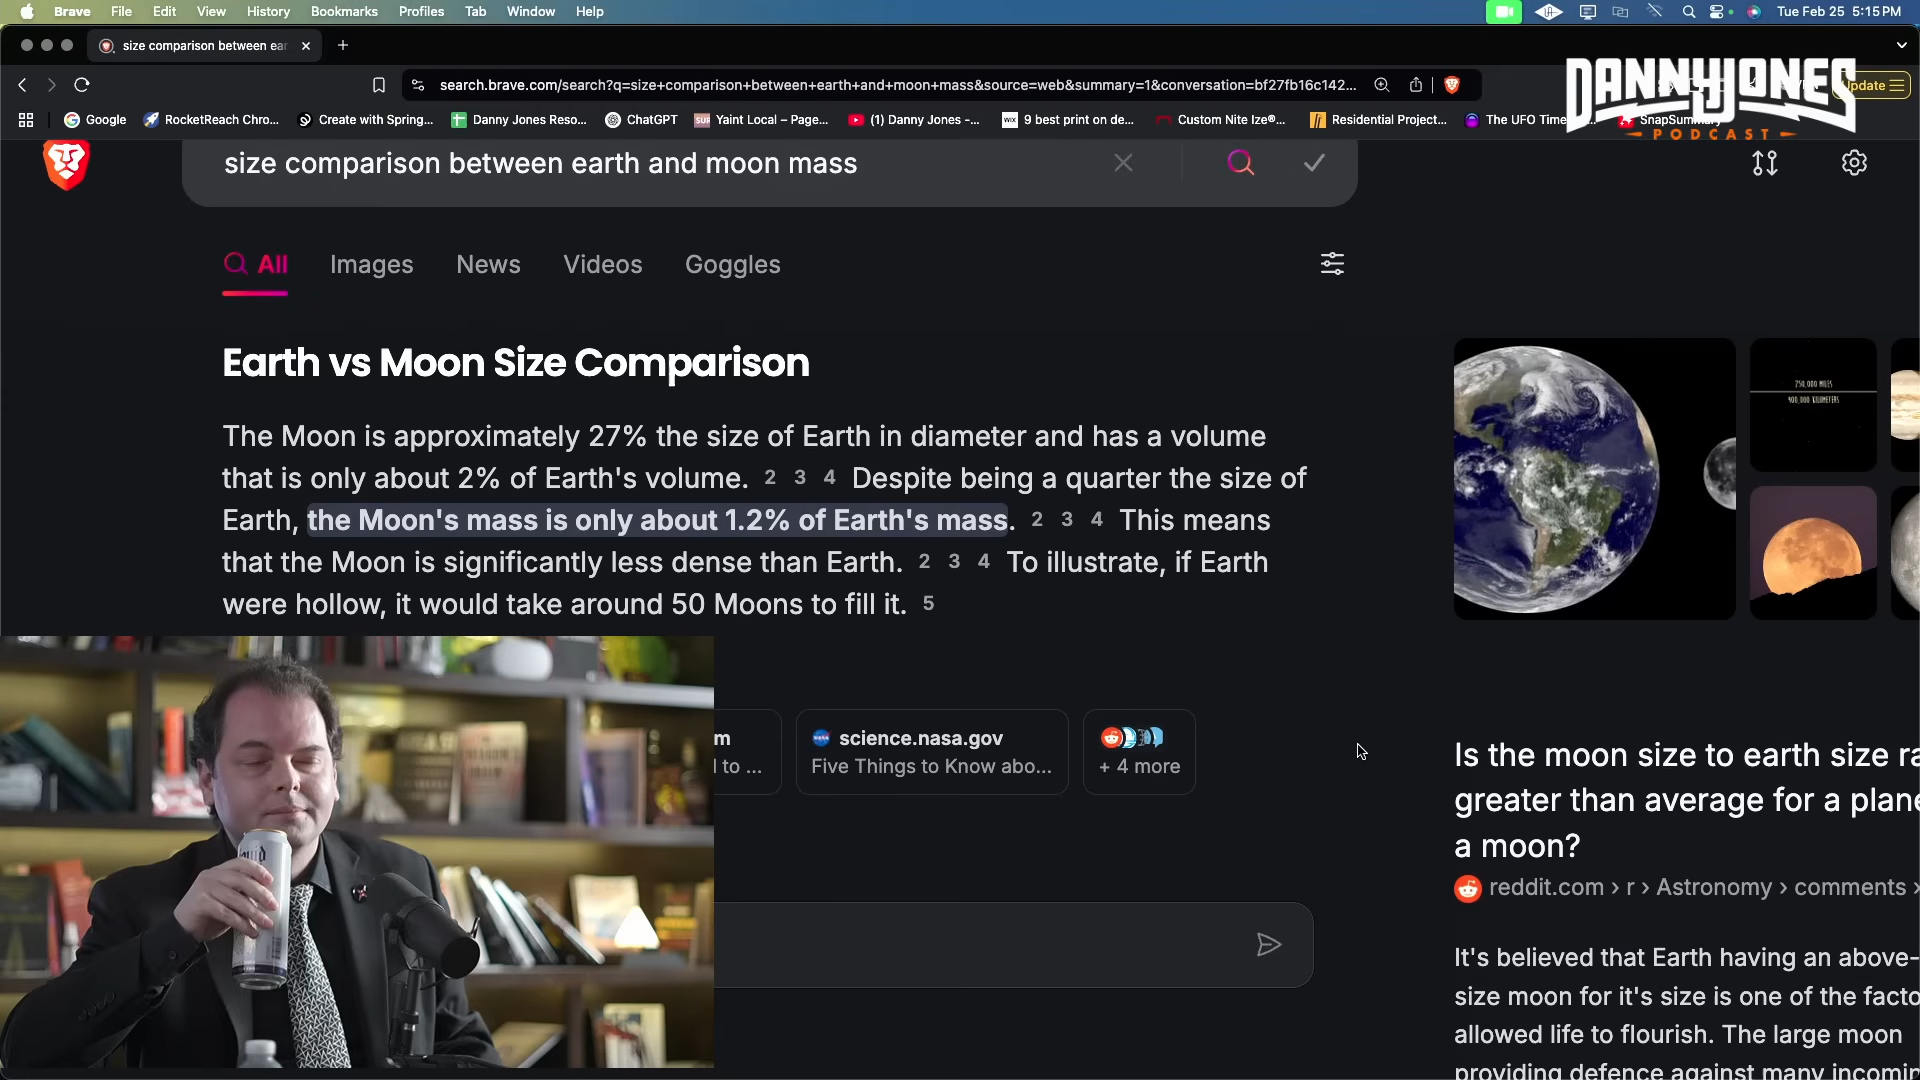 Brave File Edit View History Bookmarks Profiles Tab Window Help
Tue Feb 25 5:15 PM
size comparison between ear
search.brave.com/search?q=size+comparison+between+earth+and+moon+mass&source=web&summary=1&conversation=bf27fb16c142...
Update
DANNY JONES
PODCAST
Google RocketReach Chro... Create with Spring... Danny Jones Reso... ChatGPT Yaint Local – Page... (1) Danny Jones -... 9 best print on de... Custom Nite Ize®... Residential Project... The UFO Time SnapSummary
size comparison between earth and moon mass
All Images News Videos Goggles
Earth vs Moon Size Comparison
The Moon is approximately 27% the size of Earth in diameter and has a volume
that is only about 2% of Earth's volume. 2 3 4 Despite being a quarter the size of
Earth, the Moon's mass is only about 1.2% of Earth's mass. 2 3 4 This means
that the Moon is significantly less dense than Earth. 2 3 4 To illustrate, if Earth
were hollow, it would take around 50 Moons to fill it. 5
m
l to ...
science.nasa.gov
Five Things to Know abo...
+ 4 more
Is the moon size to earth size ra
greater than average for a plane
a moon?
reddit.com › r › Astronomy › comments ›
It's believed that Earth having an above-
size moon for it's size is one of the facto
allowed life to flourish. The large moon
providing defence against many incomin